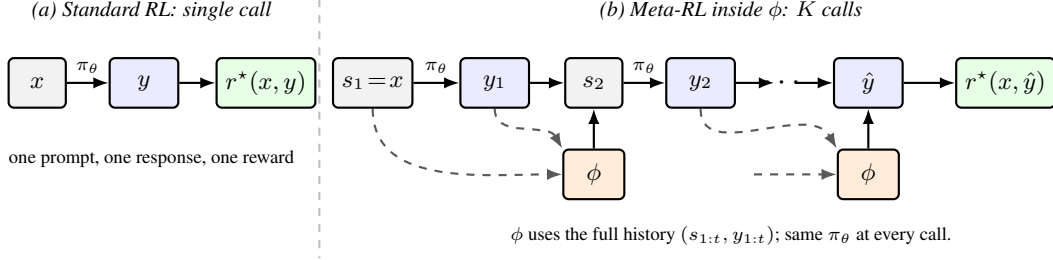 (a) Standard RL: single call
x π_θ y r*(x, y)
one prompt, one response, one reward
(b) Meta-RL inside ϕ: K calls
s_1 = x π_θ y_1 s_2 π_θ y_2 · · ŷ r*(x, ŷ)
ϕ ϕ
ϕ uses the full history (s_{1:t}, y_{1:t}); same π_θ at every call.